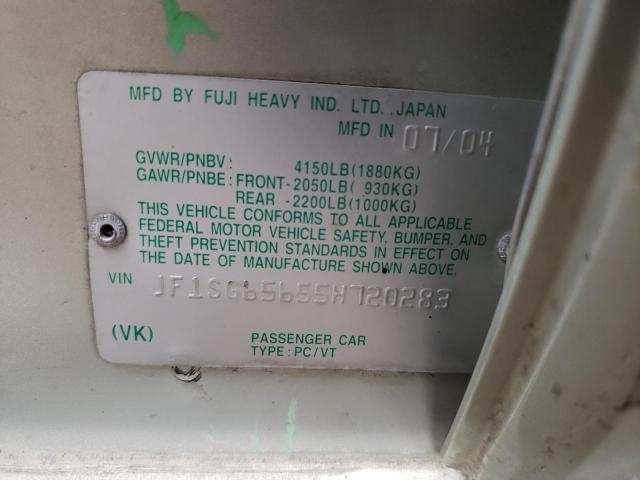 MFD BY FUJI HEAVY IND. LTD. ,JAPAN
MFD IN 07/04
GVWR/PNBV: 4150LB(1880KG)
GAWR/PNBE: FRONT-2050LB( 930KG)
REAR -2200LB(1000KG)
THIS VEHICLE CONFORMS TO ALL APPLICABLE
FEDERAL MOTOR VEHICLE SAFETY, BUMPER, AND
THEFT PREVENTION STANDARDS IN EFFECT ON
THE DATE OF MANUFACTURE SHOWN ABOVE.
VIN JF1SG65655H720283
(VK) PASSENGER CAR
TYPE: PC/VT